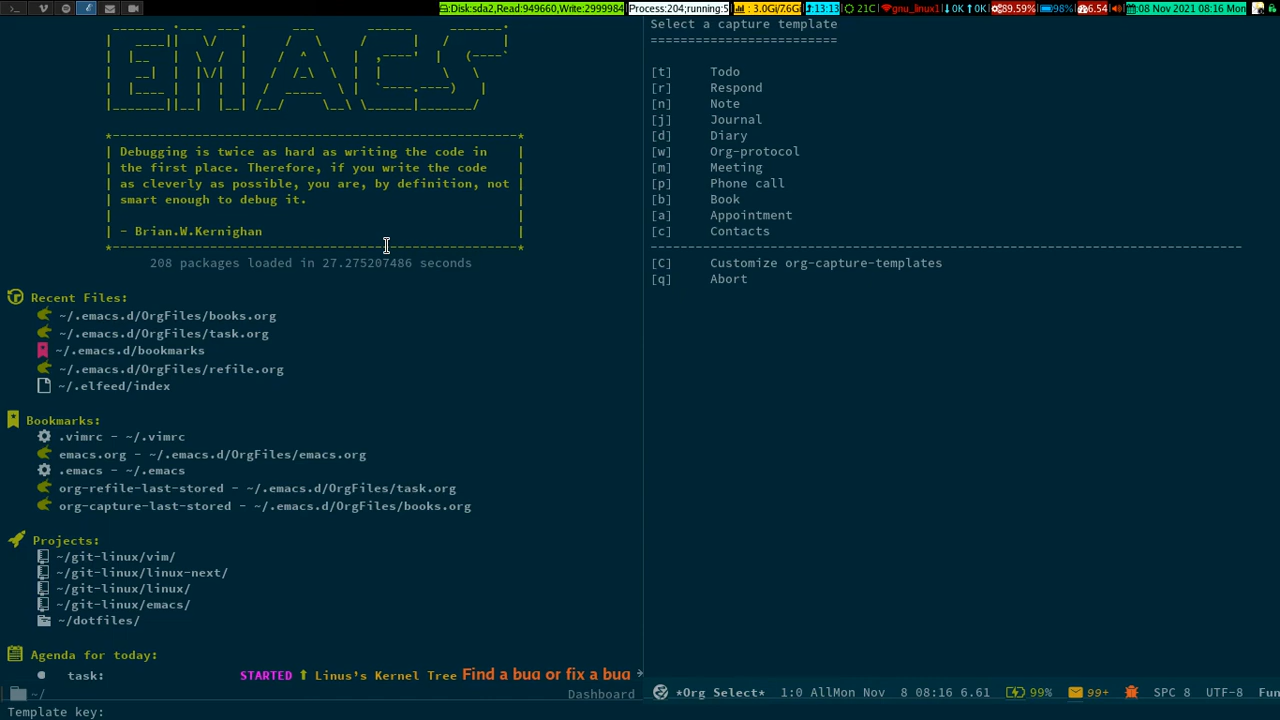 Disk:sda2,Read:949660,Write:2999984 Process:204;running:5 3.0Gi/7.6Gi 13:13 21C gnu_linux1 0K 0K 89.59% 98% 6.54 08 Nov 2021 08:16 Mon
Debugging is twice as hard as writing the code in
the first place. Therefore, if you write the code
as cleverly as possible, you are, by definition, not
smart enough to debug it.
- Brian.W.Kernighan
208 packages loaded in 27.275207486 seconds
Recent Files:
~/.emacs.d/OrgFiles/books.org
~/.emacs.d/OrgFiles/task.org
~/.emacs.d/bookmarks
~/.emacs.d/OrgFiles/refile.org
~/.elfeed/index
Bookmarks:
.vimrc - ~/.vimrc
emacs.org - ~/.emacs.d/OrgFiles/emacs.org
.emacs - ~/.emacs
org-refile-last-stored - ~/.emacs.d/OrgFiles/task.org
org-capture-last-stored - ~/.emacs.d/OrgFiles/books.org
Projects:
~/git-linux/vim/
~/git-linux/linux-next/
~/git-linux/linux/
~/git-linux/emacs/
~/dotfiles/
Agenda for today:
task: STARTED Linus's Kernel Tree Find a bug or fix a bug
~/ Dashboard
Select a capture template
=========================
[t] Todo
[r] Respond
[n] Note
[j] Journal
[d] Diary
[w] Org-protocol
[m] Meeting
[p] Phone call
[b] Book
[a] Appointment
[c] Contacts
[C] Customize org-capture-templates
[q] Abort
*Org Select* 1:0 AllMon Nov 8 08:16 6.61 99% 99+ SPC 8 UTF-8 Fun
Template key: